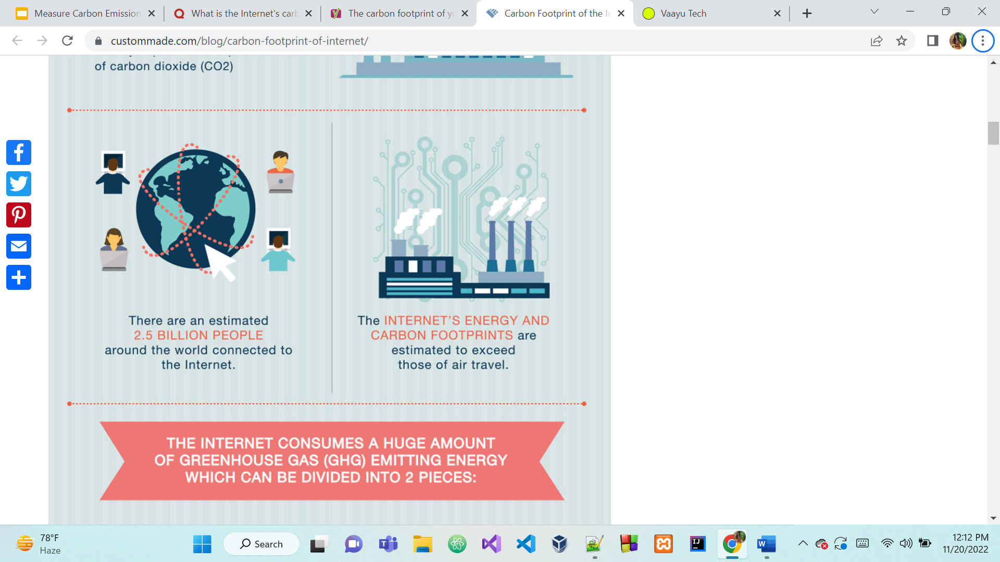 Measure Carbon Emission
What is the Internet's carb
The carbon footprint of yo
Carbon Footprint of the In
Vaayu Tech
custommade.com/blog/carbon-footprint-of-internet/
of carbon dioxide (CO2)
There are an estimated
2.5 BILLION PEOPLE
around the world connected to
the Internet.
The INTERNET'S ENERGY AND
CARBON FOOTPRINTS are
estimated to exceed
those of air travel.
THE INTERNET CONSUMES A HUGE AMOUNT
OF GREENHOUSE GAS (GHG) EMITTING ENERGY
WHICH CAN BE DIVIDED INTO 2 PIECES:
78°F
Haze
Search
12:12 PM
11/20/2022